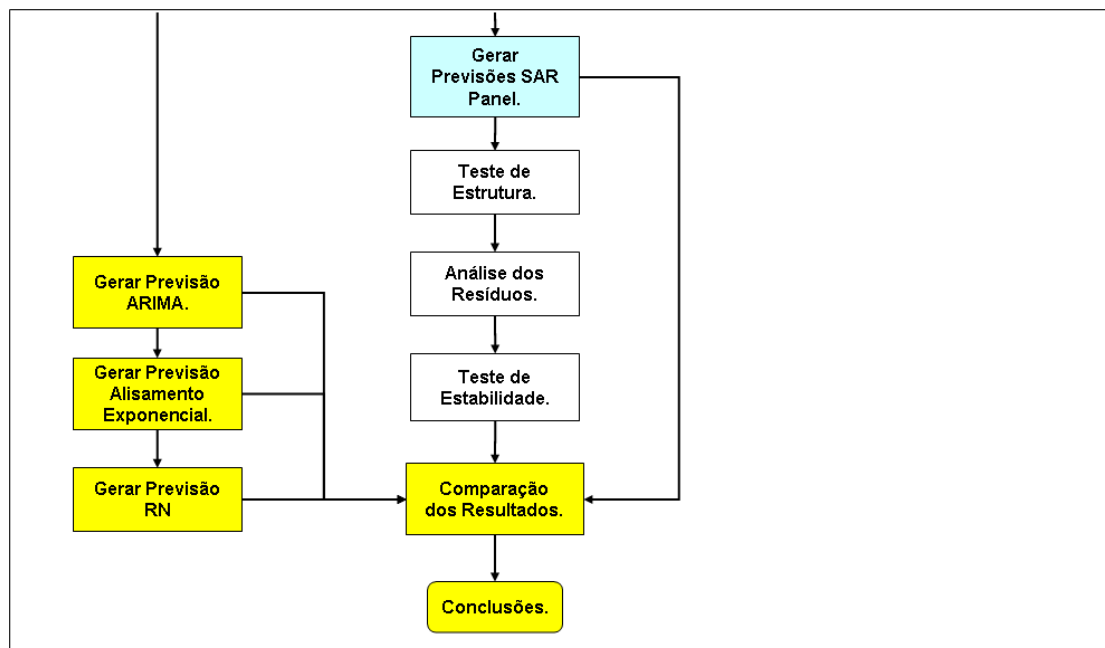 Gerar
Previsões SAR
Panel.
Teste de
Estrutura.
Análise dos
Resíduos.
Teste de
Estabilidade.
Gerar Previsão
ARIMA.
Gerar Previsão
Alisamento
Exponencial.
Gerar Previsão
RN
Comparação
dos Resultados.
Conclusões.